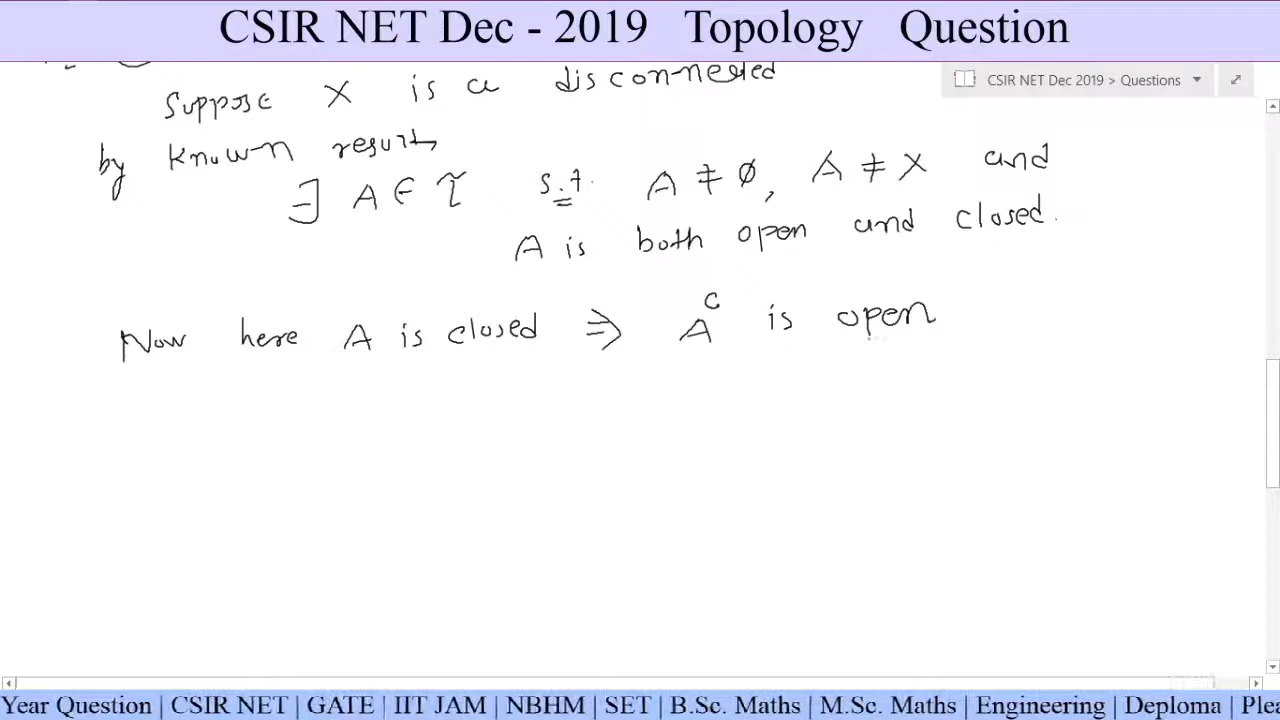 CSIR NET Dec - 2019 Topology Question
CSIR NET Dec 2019 > Questions
Suppose X is a disconnected
by known result,
∃ A ∈ τ s.t. A ≠ ∅, A ≠ X and
A is both open and closed.
Now here A is closed ⇒ A^c is open
Year Question | CSIR NET | GATE | IIT JAM | NBHM | SET | B.Sc. Maths | M.Sc. Maths | Engineering | Deploma | Plea